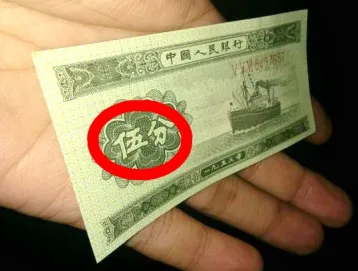 中國人民銀行
伍分
一九五三年